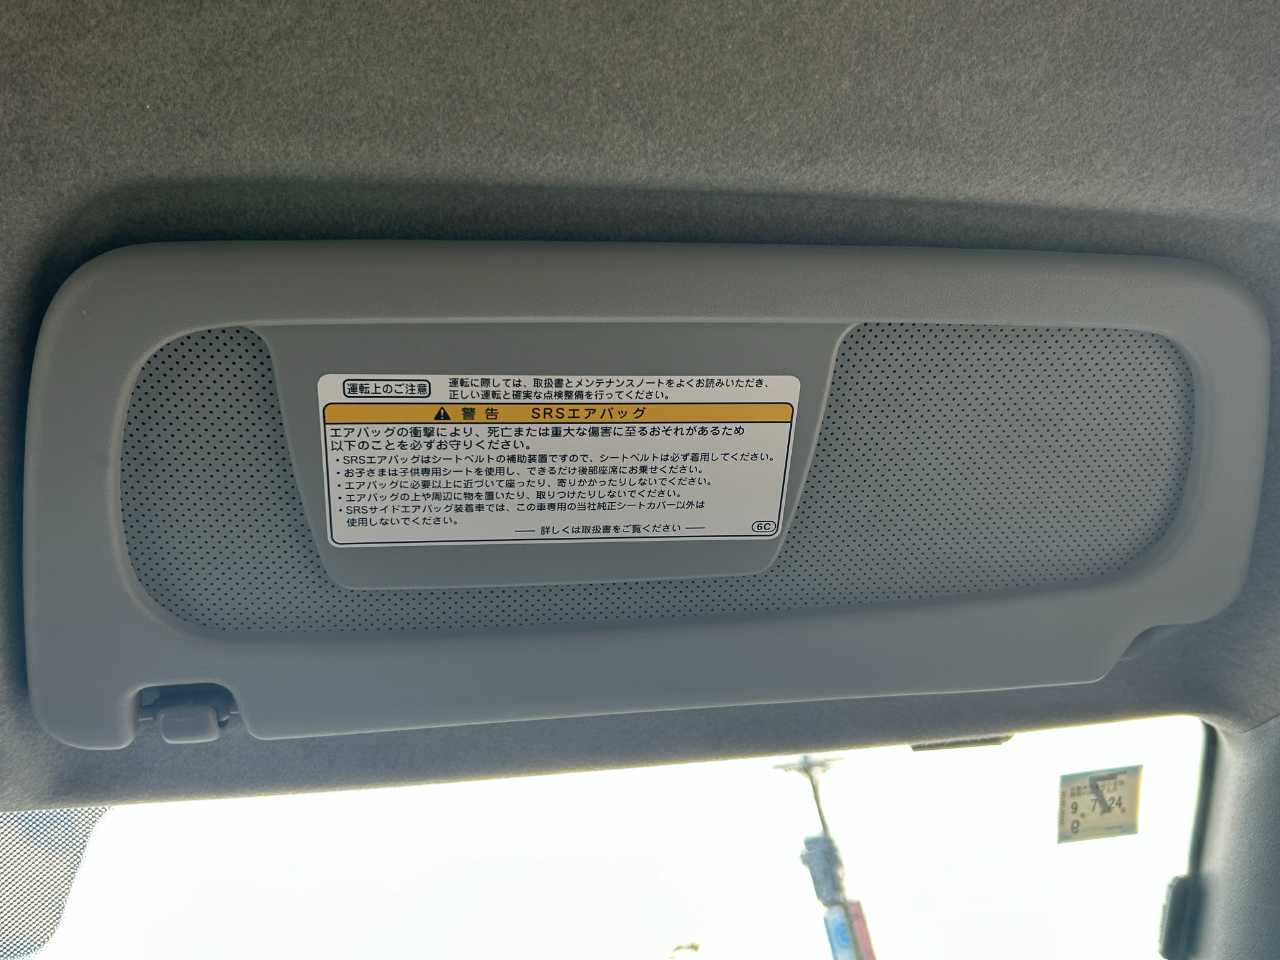 運転上のご注意
運転に際しては、取扱書とメンテナンスノートをよくお読みいただき、
正しい運転と確実な点検整備を行ってください。
警告 SRSエアバッグ
エアバッグの衝撃により、死亡または重大な傷害に至るおそれがあるため
以下のことを必ずお守りください。
・SRSエアバッグはシートベルトの補助装置ですので、シートベルトは必ず着用してください。
・お子さまは子供専用シートを使用し、できるだけ後部座席にお乗せください。
・エアバッグに必要以上に近づいて座ったり、寄りかかったりしないでください。
・エアバッグの上や周辺に物を置いたり、取りつけたりしないでください。
・SRSサイドエアバッグ装着車では、この車専用の当社純正シートカバー以外は
使用しないでください。
詳しくは取扱書をご覧ください
6C
9 7 24